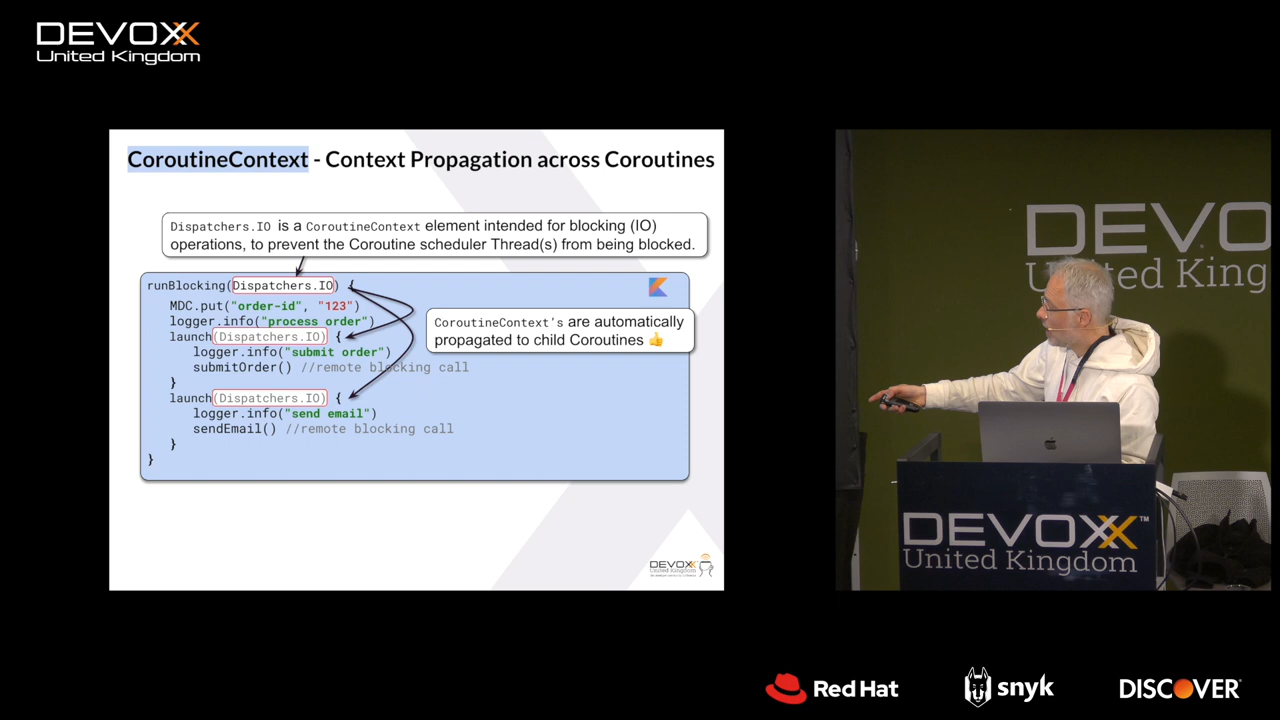 DEVOXX
United Kingdom
CoroutineContext - Context Propagation across Coroutines
Dispatchers.IO is a CoroutineContext element intended for blocking (IO)
operations, to prevent the Coroutine scheduler Thread(s) from being blocked.
runBlocking(Dispatchers.IO) {
MDC.put("order-id", "123")
logger.info("process order")
launch(Dispatchers.IO) {
logger.info("submit order")
submitOrder() //remote blocking call
}
launch(Dispatchers.IO) {
logger.info("send email")
sendEmail() //remote blocking call
}
}
CoroutineContext's are automatically
propagated to child Coroutines 👍
DEVOXX
United Kingdom
DEVO
United King
DEVOXX™
United Kingdom
Red Hat
snyk
DISCOVER